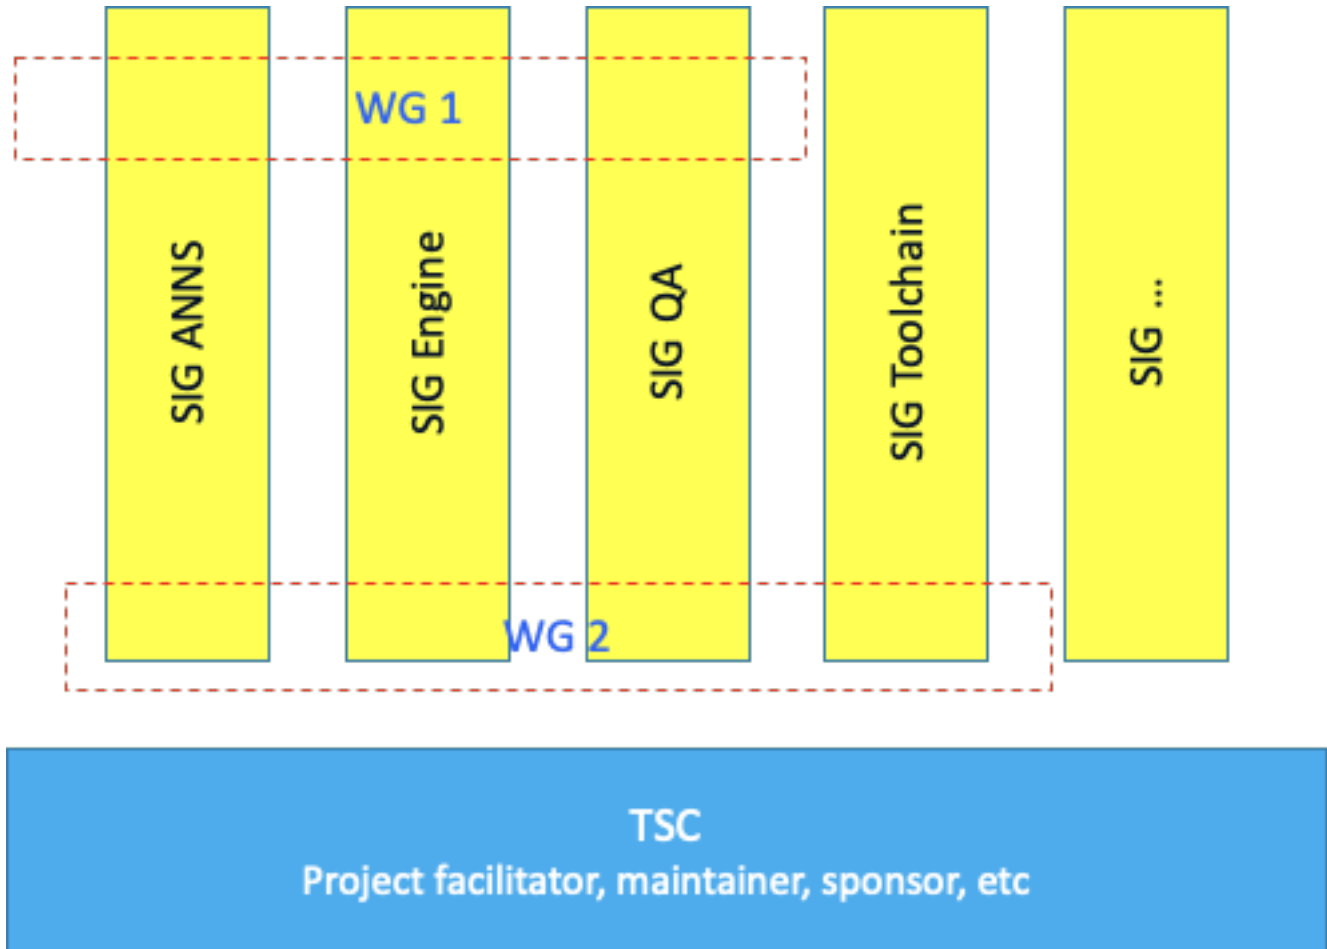 WG 1
SIG ANNS
SIG Engine
SIG QA
SIG Toolchain
SIG ...
WG 2
TSC
Project facilitator, maintainer, sponsor, etc